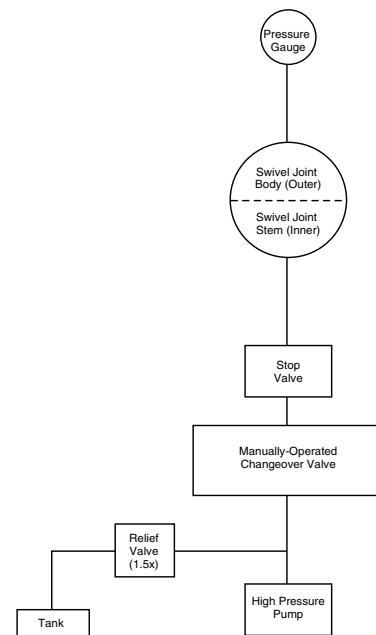 Pressure
Gauge
Swivel Joint
Body (Outer)
Swivel Joint
Stem (Inner)
Stop
Valve
Manually-Operated
Changeover Valve
Relief
Valve
(1.5x)
Tank
High Pressure
Pump